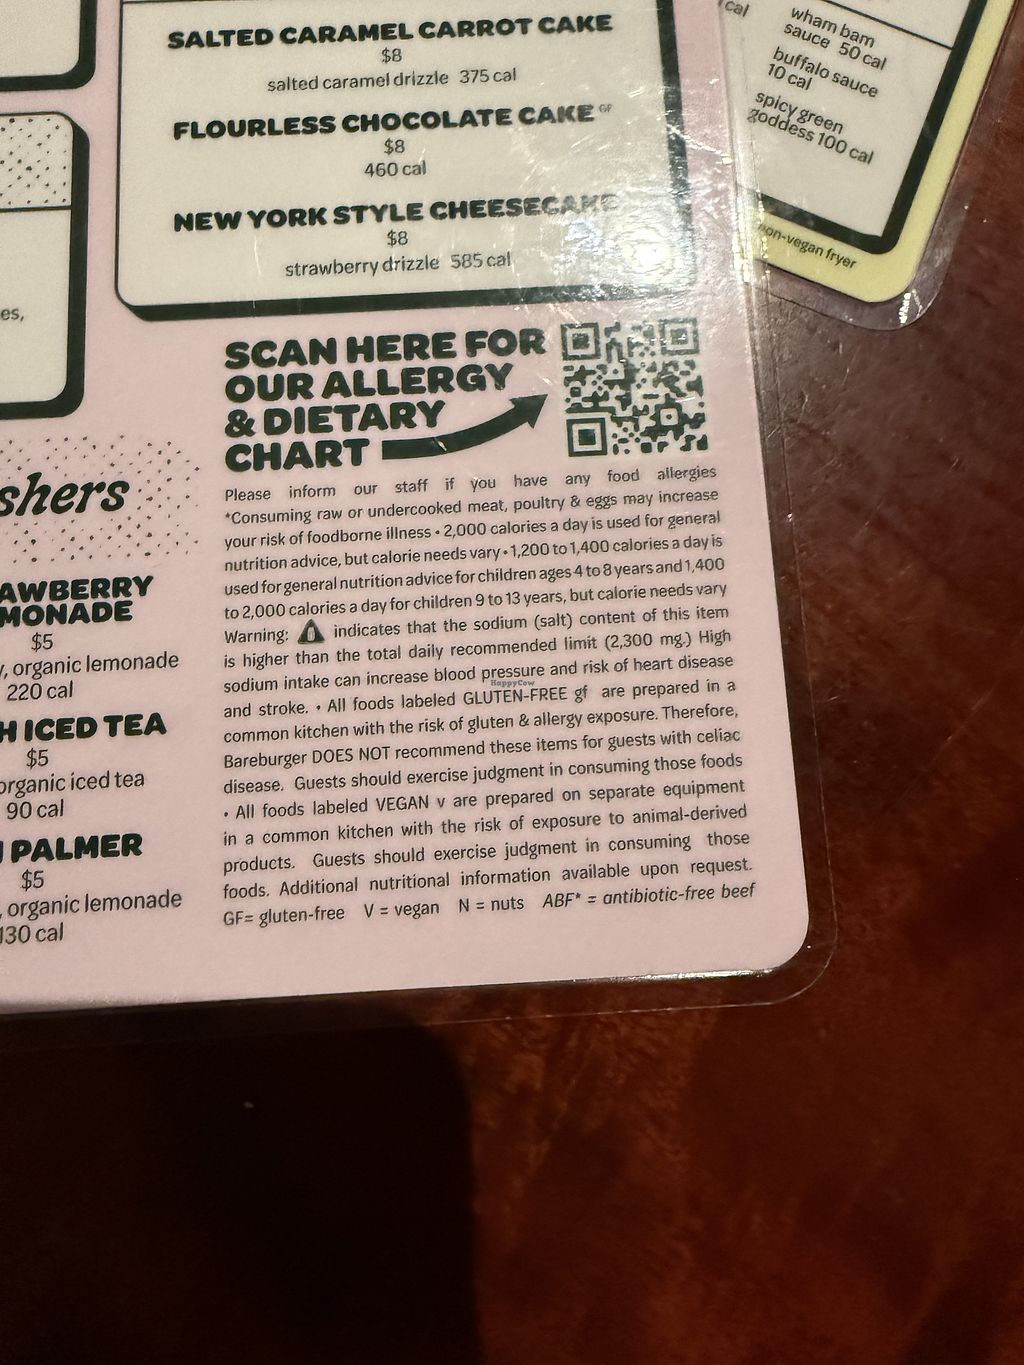 SALTED CARAMEL CARROT CAKE
$8
salted caramel drizzle 375 cal
FLOURLESS CHOCOLATE CAKE GF
$8
460 cal
NEW YORK STYLE CHEESECAKE
$8
strawberry drizzle 585 cal
cal
wham bam
sauce 50 cal
buffalo sauce
10 cal
spicy green
goddess 100 cal
non-vegan fryer
es,
SCAN HERE FOR
OUR ALLERGY
& DIETARY
CHART
shers
AWBERRY
MONADE
$5
, organic lemonade
220 cal
H ICED TEA
$5
organic iced tea
90 cal
PALMER
$5
, organic lemonade
130 cal
Please inform our staff if you have any food allergies
*Consuming raw or undercooked meat, poultry & eggs may increase
your risk of foodborne illness • 2,000 calories a day is used for general
nutrition advice, but calorie needs vary • 1,200 to 1,400 calories a day is
used for general nutrition advice for children ages 4 to 8 years and 1,400
to 2,000 calories a day for children 9 to 13 years, but calorie needs vary
Warning: indicates that the sodium (salt) content of this item
is higher than the total daily recommended limit (2,300 mg.) High
sodium intake can increase blood pressure and risk of heart disease
HappyCow
and stroke. • All foods labeled GLUTEN-FREE gf are prepared in a
common kitchen with the risk of gluten & allergy exposure. Therefore,
Bareburger DOES NOT recommend these items for guests with celiac
disease. Guests should exercise judgment in consuming those foods
• All foods labeled VEGAN v are prepared on separate equipment
in a common kitchen with the risk of exposure to animal-derived
products. Guests should exercise judgment in consuming those
foods. Additional nutritional information available upon request.
GF= gluten-free V = vegan N = nuts ABF* = antibiotic-free beef